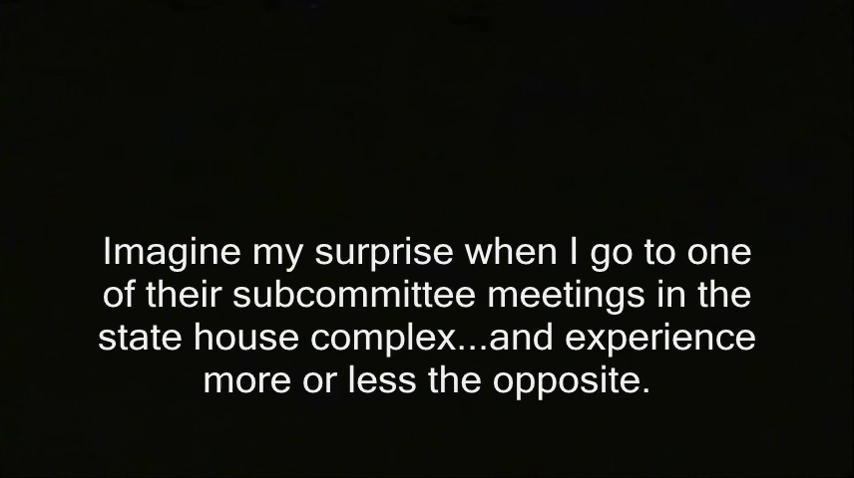 Imagine my surprise when I go to one
of their subcommittee meetings in the
state house complex...and experience
more or less the opposite.